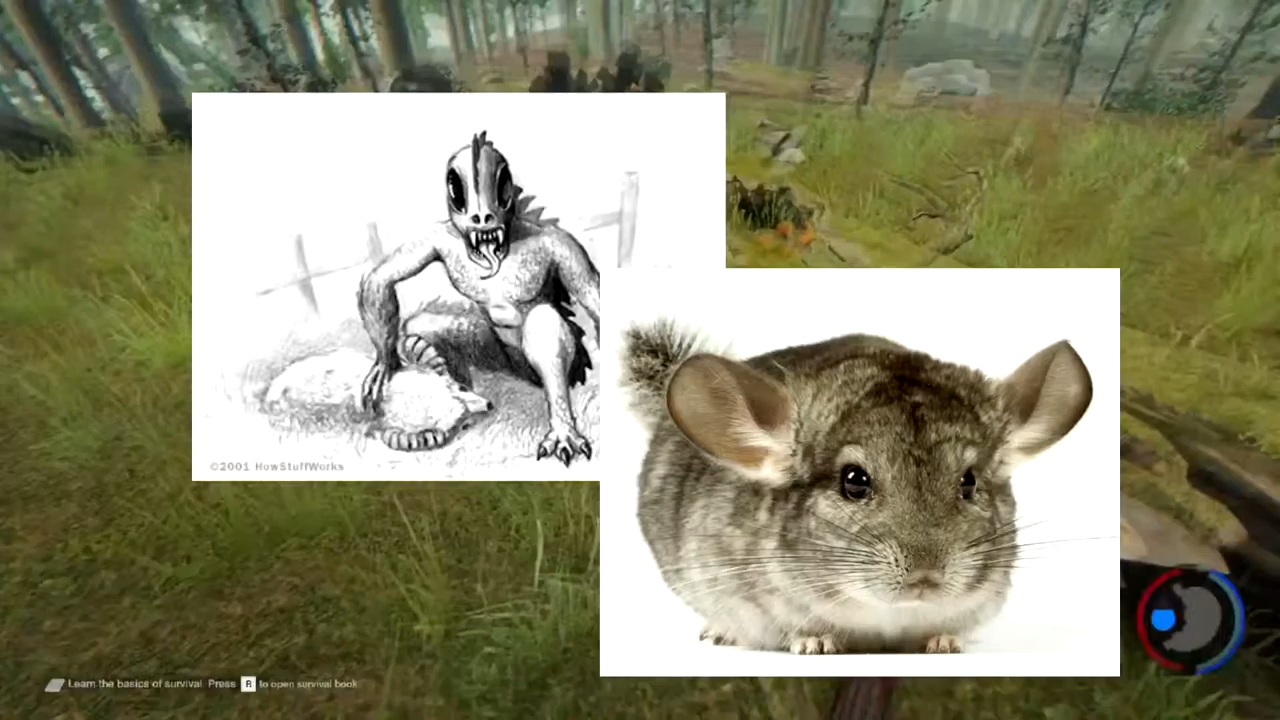 ©2001 HowStuffWorks
Learn the basics of survival. Press B to open survival book.